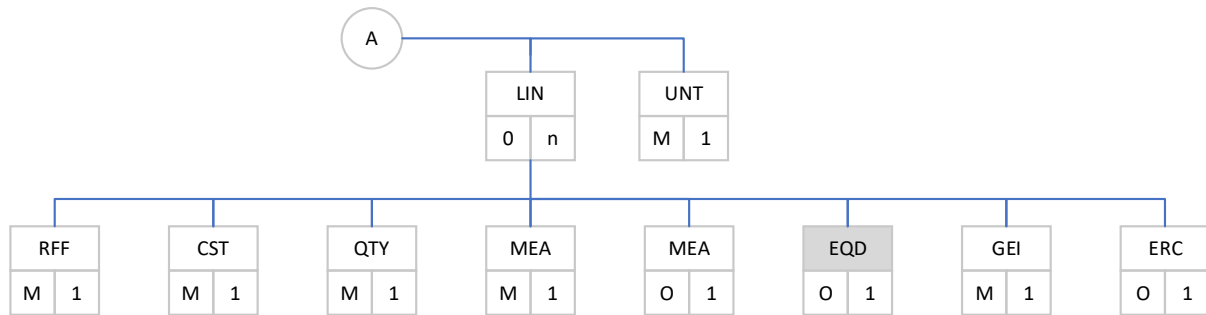 A
LIN UNT
0 n M 1
RFF CST QTY MEA MEA EQD GEI ERC
M 1 M 1 M 1 M 1 O 1 O 1 M 1 O 1